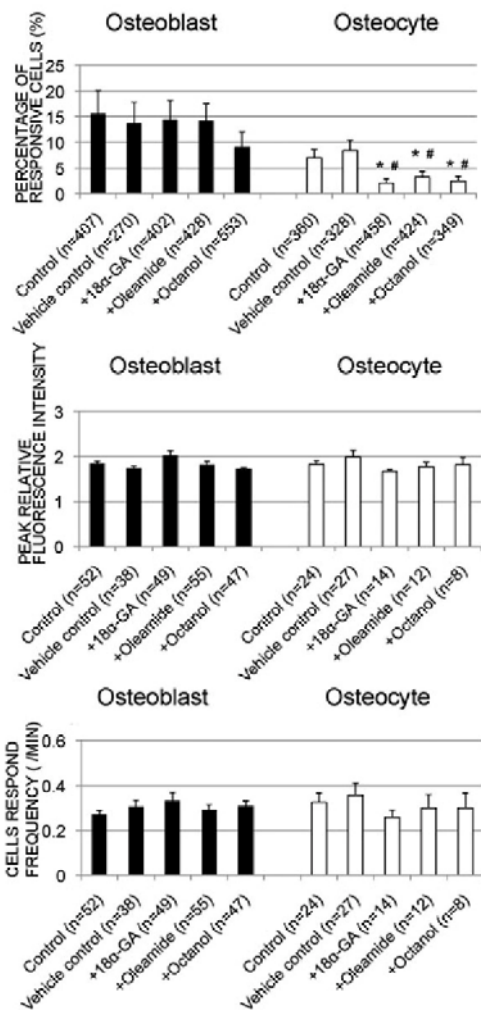 Osteoblast Osteocyte
PERCENTAGE OF
RESPONSIVE CELLS (%)
25
20
15
10
5
0
* # * # * #
Control (n=407)
Vehicle control (n=270)
+18α-GA (n=402)
+Oleamide (n=428)
+Octanol (n=553)
Control (n=360)
Vehicle control (n=328)
+18α-GA (n=458)
+Oleamide (n=424)
+Octanol (n=349)
Osteoblast Osteocyte
PEAK RELATIVE
FLUORESCENCE INTENSITY
3
2
1
0
Control (n=52)
Vehicle control (n=38)
+18α-GA (n=49)
+Oleamide (n=55)
+Octanol (n=47)
Control (n=24)
Vehicle control (n=27)
+18α-GA (n=14)
+Oleamide (n=12)
+Octanol (n=8)
Osteoblast Osteocyte
CELLS RESPOND
FREQUENCY ( /MIN)
0.6
0.4
0.2
0
Control (n=52)
Vehicle control (n=38)
+18α-GA (n=49)
+Oleamide (n=55)
+Octanol (n=47)
Control (n=24)
Vehicle control (n=27)
+18α-GA (n=14)
+Oleamide (n=12)
+Octanol (n=8)